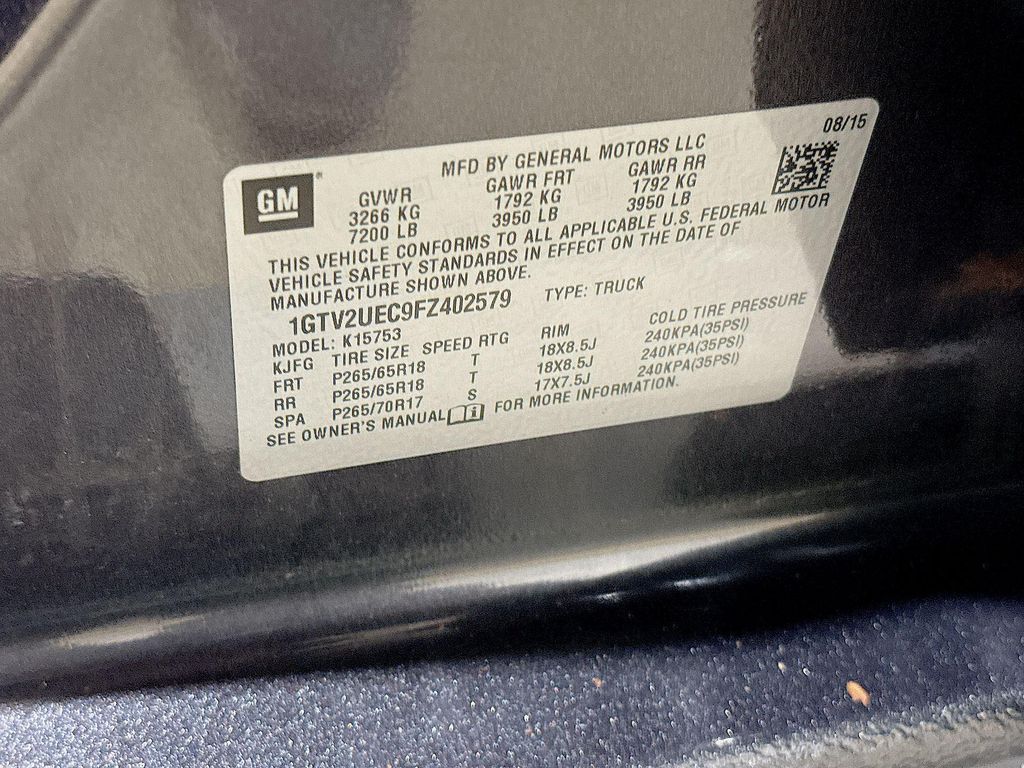 08/15
MFD BY GENERAL MOTORS LLC
GM
GVWR GAWR FRT GAWR RR
3266 KG 1792 KG 1792 KG
7200 LB 3950 LB 3950 LB
THIS VEHICLE CONFORMS TO ALL APPLICABLE U.S. FEDERAL MOTOR
VEHICLE SAFETY STANDARDS IN EFFECT ON THE DATE OF
MANUFACTURE SHOWN ABOVE.
1GTV2UEC9FZ402579 TYPE: TRUCK
MODEL: K15753
KJFG TIRE SIZE SPEED RTG RIM COLD TIRE PRESSURE
FRT P265/65R18 T 18X8.5J 240KPA(35PSI)
RR P265/65R18 T 18X8.5J 240KPA(35PSI)
SPA P265/70R17 S 17X7.5J 240KPA(35PSI)
SEE OWNER'S MANUAL FOR MORE INFORMATION.